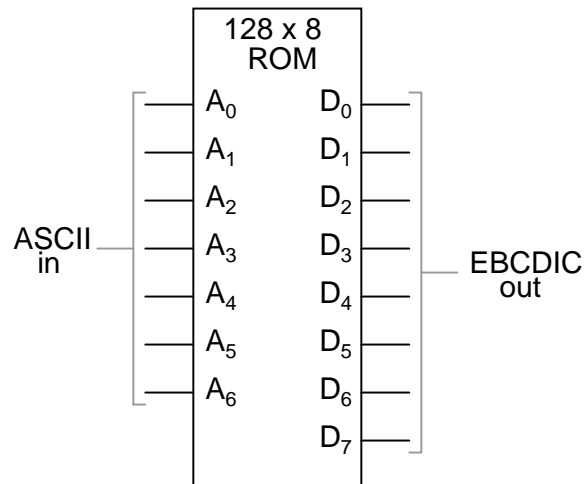 128 x 8
ROM
A₀ D₀
A₁ D₁
A₂ D₂
ASCII
in
A₃ D₃
EBCDIC
out
A₄ D₄
A₅ D₅
A₆ D₆
D₇